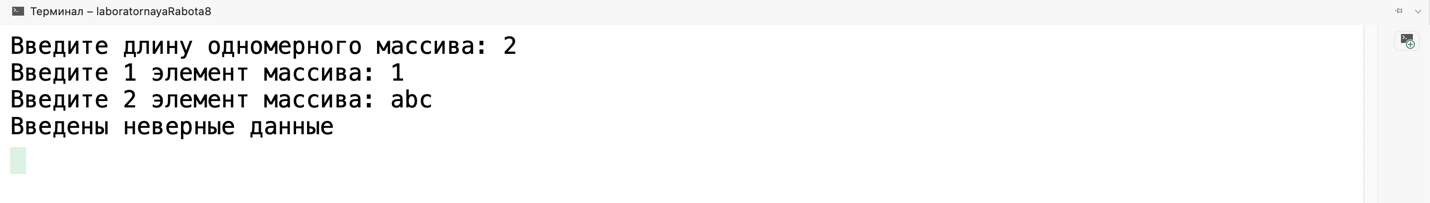 Терминал – laboratornayaRabota8
Введите длину одномерного массива: 2
Введите 1 элемент массива: 1
Введите 2 элемент массива: abc
Введены неверные данные